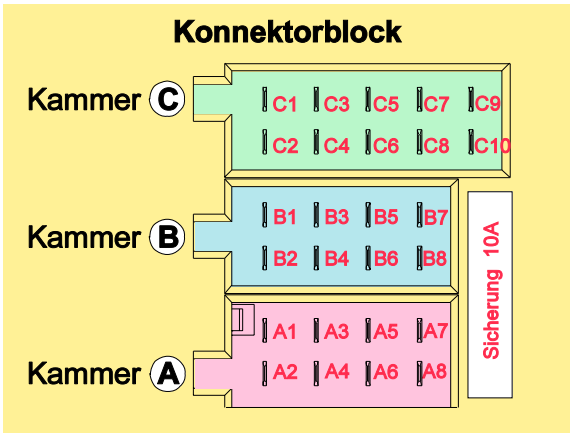 Konnektorblock
Kammer C
C1 C3 C5 C7 C9
C2 C4 C6 C8 C10
Kammer B
B1 B3 B5 B7
B2 B4 B6 B8
Sicherung 10A
Kammer A
A1 A3 A5 A7
A2 A4 A6 A8